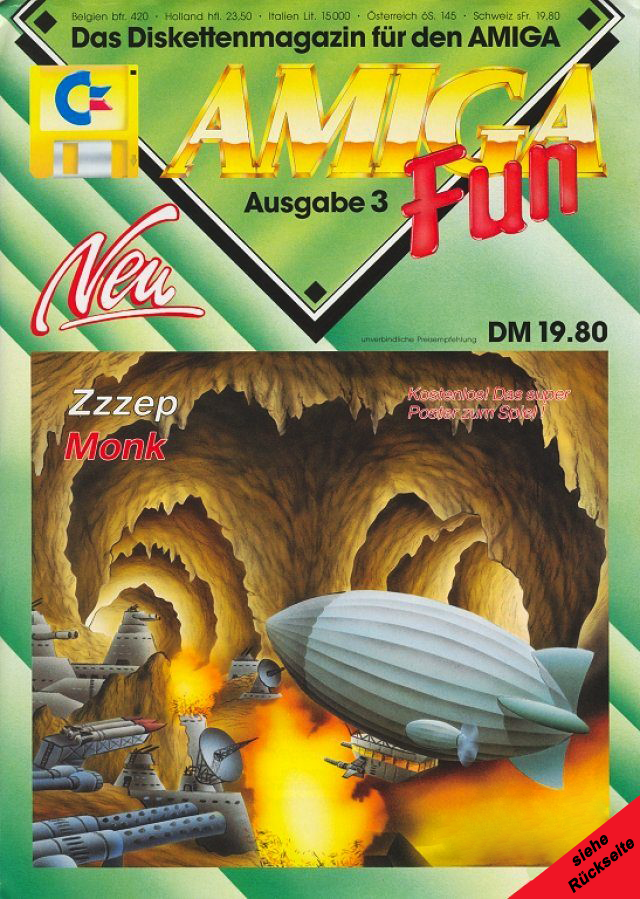 Belgien bfr. 420 • Holland hfl. 23,50 • Italien Lit. 15000 • Österreich öS. 145 • Schweiz sFr. 19,80
Das Diskettenmagazin für den AMIGA
AMIGA
Fun
Ausgabe 3
Neu
unverbindliche Preisempfehlung DM 19.80
Zzzep
Monk
Kostenlos! Das super
Poster zum Spiel !
siehe
Rückseite